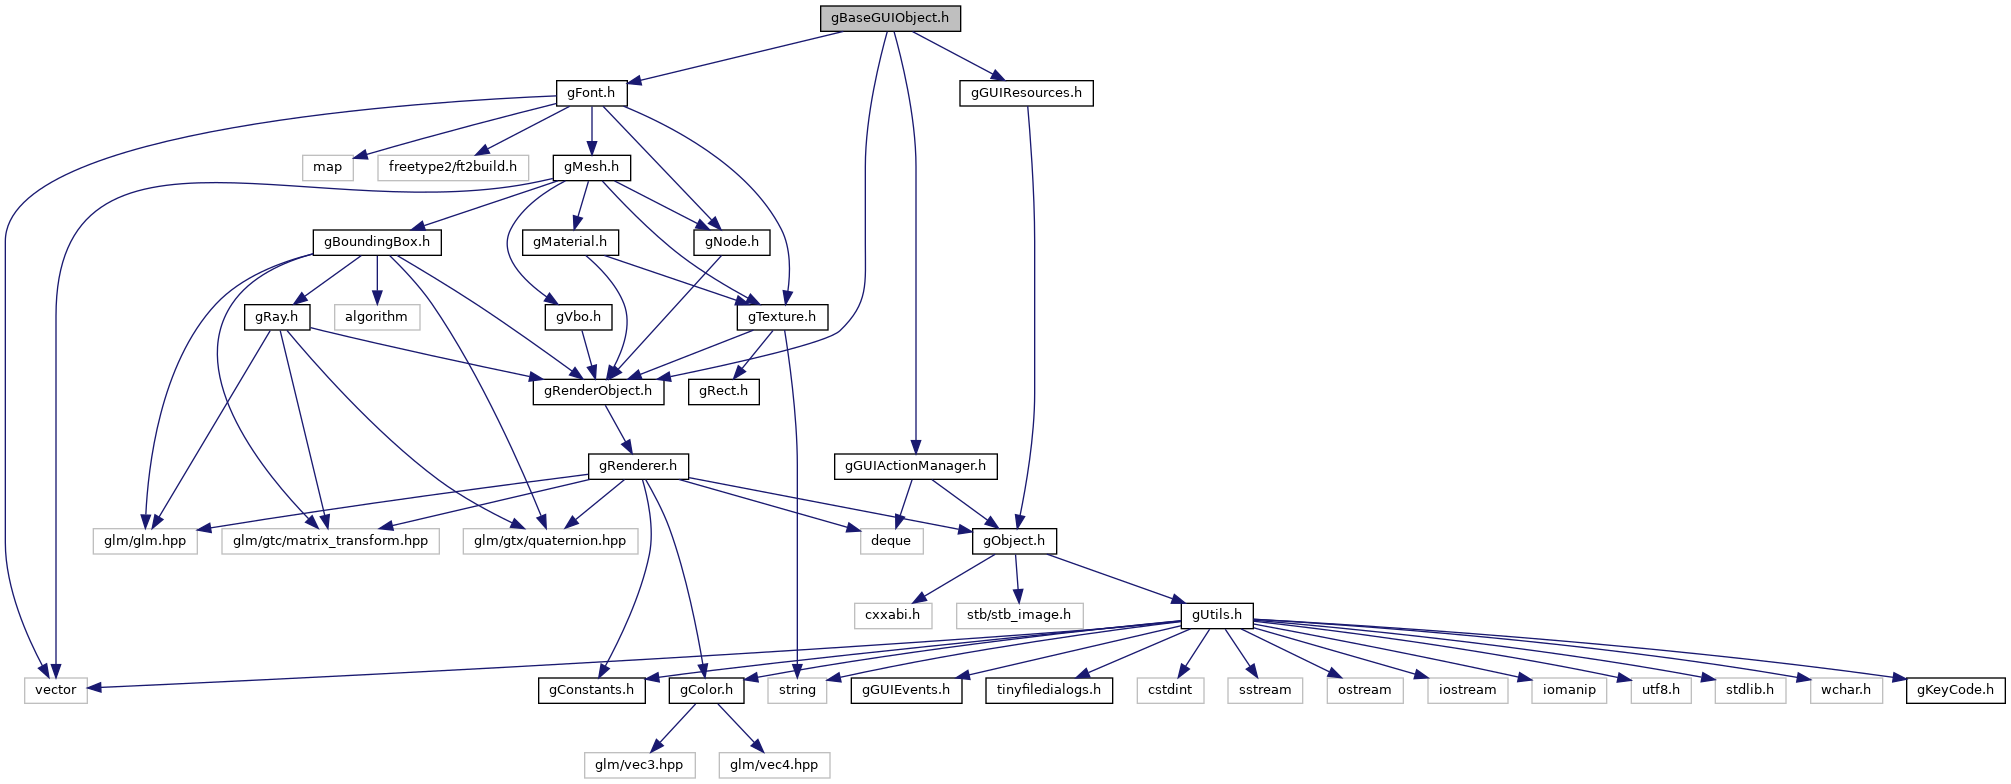 gBaseGUIObject.h
gFont.h
gGUIResources.h
map
freetype2/ft2build.h
gMesh.h
gBoundingBox.h
gMaterial.h
gNode.h
gRay.h
algorithm
gVbo.h
gTexture.h
gRenderObject.h
gRect.h
gRenderer.h
gGUIActionManager.h
glm/glm.hpp
glm/gtc/matrix_transform.hpp
glm/gtx/quaternion.hpp
deque
gObject.h
cxxabi.h
stb/stb_image.h
gUtils.h
vector
gConstants.h
gColor.h
string
gGUIEvents.h
tinyfiledialogs.h
cstdint
sstream
ostream
iostream
iomanip
utf8.h
stdlib.h
wchar.h
gKeyCode.h
glm/vec3.hpp
glm/vec4.hpp